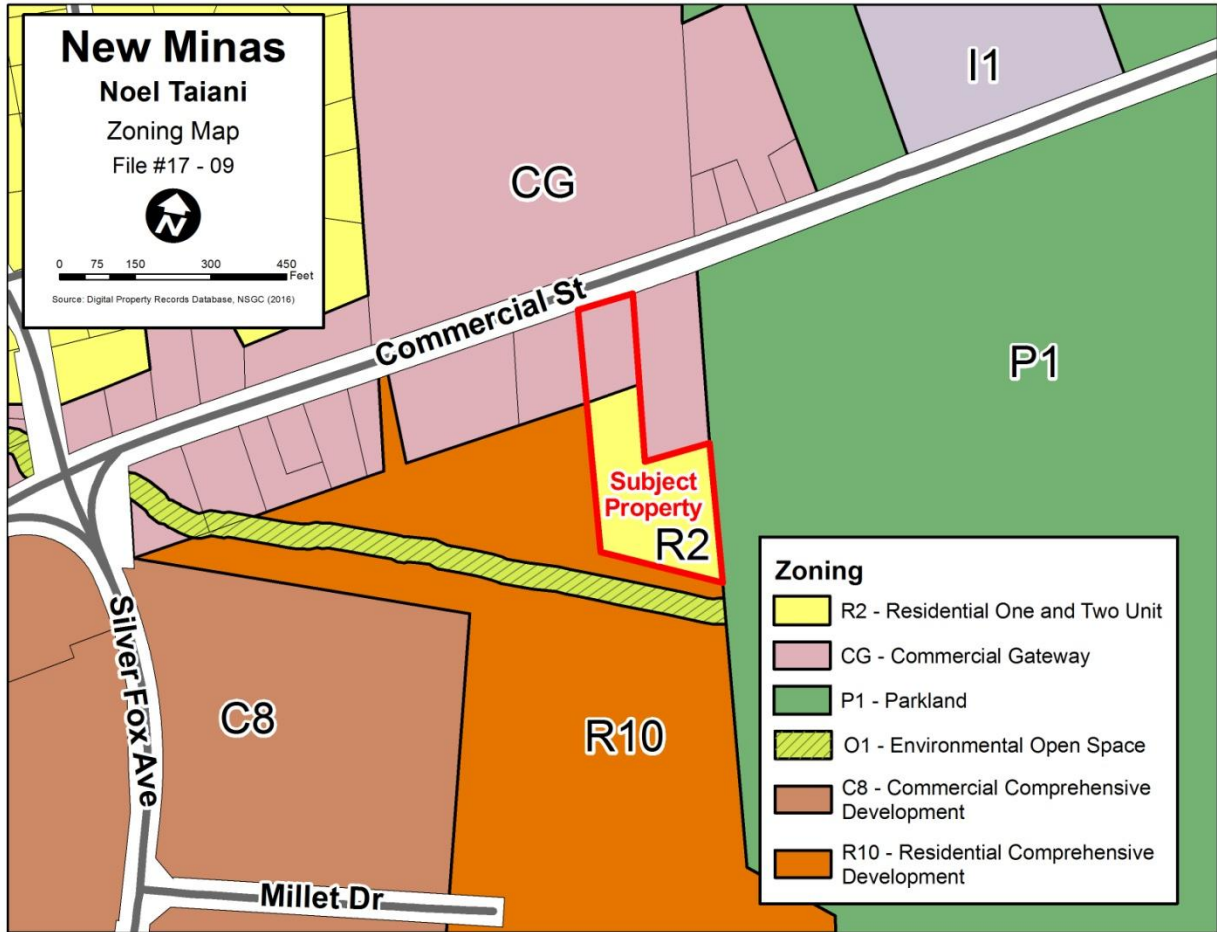 New Minas
Noel Taiani
Zoning Map
File #17 - 09
N
0 75 150 300 450
Feet
Source: Digital Property Records Database, NSGC (2016)
I1
CG
Commercial St
P1
Subject
Property
R2
Silver Fox Ave
C8
R10
Millet Dr
Zoning
R2 - Residential One and Two Unit
CG - Commercial Gateway
P1 - Parkland
O1 - Environmental Open Space
C8 - Commercial Comprehensive
Development
R10 - Residential Comprehensive
Development